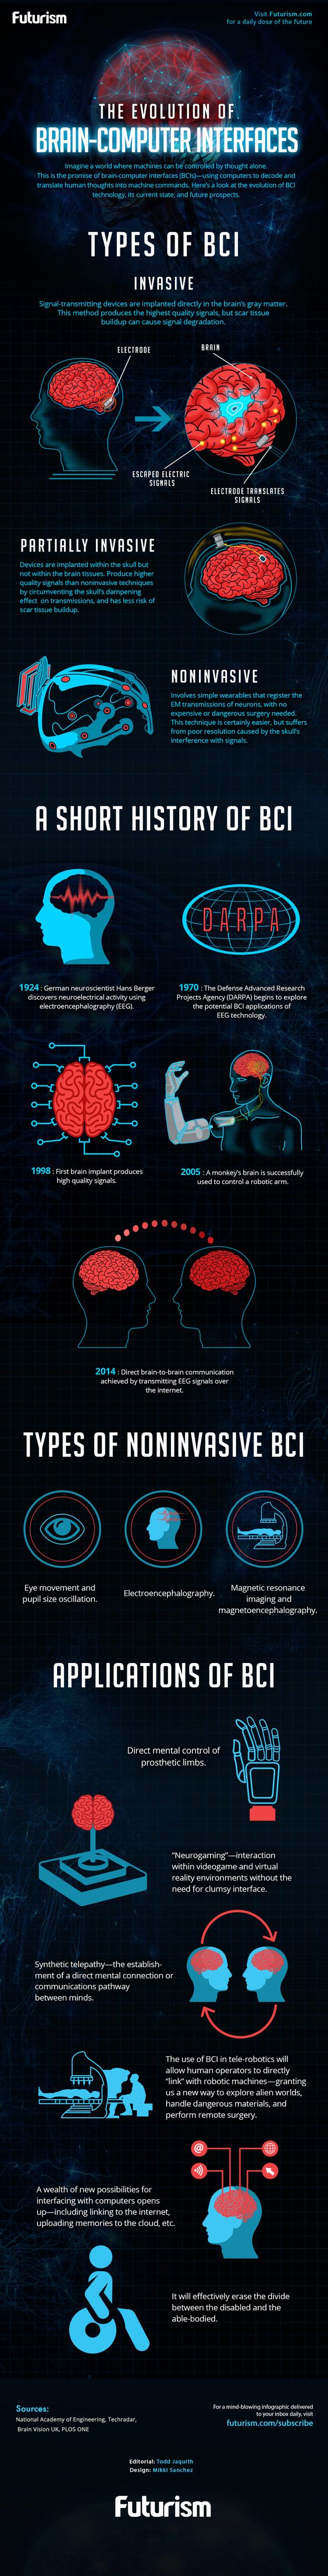 Futurism
Visit Futurism.com
for a daily dose of the future
THE EVOLUTION OF
BRAIN-COMPUTER INTERFACES
Imagine a world where machines can be controlled by thought alone.
This is the promise of brain-computer interfaces (BCIs)—using computers to decode and
translate human thoughts into machine commands. Here's a look at the evolution of BCI
technology, its current state, and future prospects.
TYPES OF BCI
INVASIVE
Signal-transmitting devices are implanted directly in the brain's gray matter.
This method produces the highest quality signals, but scar tissue
buildup can cause signal degradation.
ELECTRODE
BRAIN
ESCAPED ELECTRIC
SIGNALS
ELECTRODE TRANSLATES
SIGNALS
PARTIALLY INVASIVE
Devices are implanted within the skull but
not within the brain tissues. Produce higher
quality signals than noninvasive techniques
by circumventing the skull's dampening
effect on transmissions, and has less risk of
scar tissue buildup.
NONINVASIVE
Involves simple wearables that register the
EM transmissions of neurons, with no
expensive or dangerous surgery needed.
This technique is certainly easier, but suffers
from poor resolution caused by the skull's
interference with signals.
A SHORT HISTORY OF BCI
DARPA
1924 : German neuroscientist Hans Berger
discovers neuroelectrical activity using
electroencephalography (EEG).
1970 : The Defense Advanced Research
Projects Agency (DARPA) begins to explore
the potential BCI applications of
EEG technology.
1998 : First brain implant produces
high quality signals.
2005 : A monkey's brain is successfully
used to control a robotic arm.
2014 : Direct brain-to-brain communication
achieved by transmitting EEG signals over
the internet.
TYPES OF NONINVASIVE BCI
Eye movement and
pupil size oscillation.
Electroencephalography.
Magnetic resonance
imaging and
magnetoencephalography.
APPLICATIONS OF BCI
Direct mental control of
prosthetic limbs.
"Neurogaming"—interaction
within videogame and virtual
reality environments without the
need for clumsy interface.
Synthetic telepathy—the establish-
ment of a direct mental connection or
communications pathway
between minds.
The use of BCI in tele-robotics will
allow human operators to directly
"link" with robotic machines—granting
us a new way to explore alien worlds,
handle dangerous materials, and
perform remote surgery.
@
A wealth of new possibilities for
interfacing with computers opens
up—including linking to the internet,
uploading memories to the cloud, etc.
It will effectively erase the divide
between the disabled and the
able-bodied.
Sources:
National Academy of Engineering, Techradar,
Brain Vision UK, PLOS ONE
For a mind-blowing infographic delivered
to your inbox daily, visit
futurism.com/subscribe
Editorial: Todd Jaquith
Design: Mikki Sanchez
Futurism